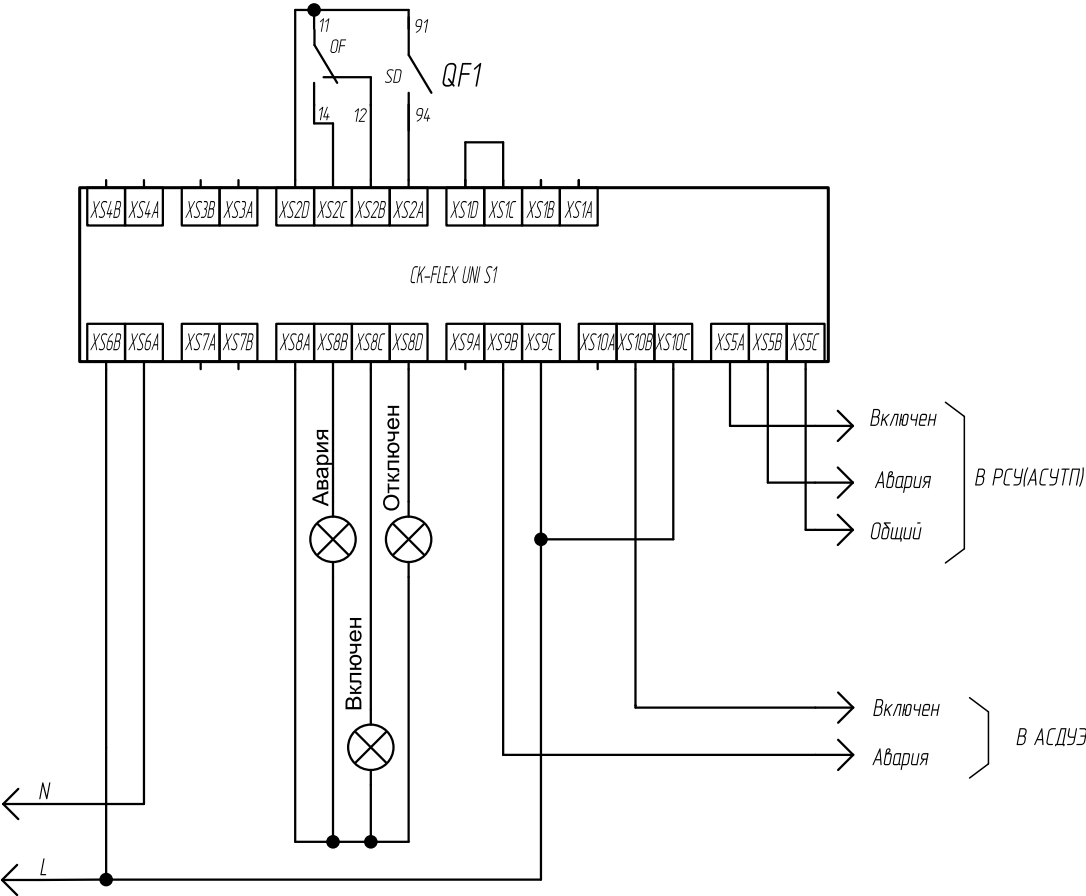 11
91
OF
SD
QF1
14
12
94
XS4B XS4A XS3B XS3A XS2D XS2C XS2B XS2A XS1D XS1C XS1B XS1A
CK-FLEX UNI S1
XS6B XS6A XS7A XS7B XS8A XS8B XS8C XS8D XS9A XS9B XS9C XS10A XS10B XS10C XS5A XS5B XS5C
Включен
Авария
Отключен
Авария
В РСУ(АСУТП)
Общий
Включен
Включен
В АСДУЭ
Авария
N
L